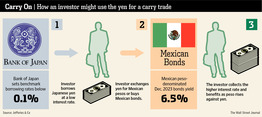 Carry On | How an investor might use the yen for a carry trade
1
BANK OF JAPAN
Bank of Japan
sets benchmark
borrowing rates below
0.1%
Investor
borrows
Japanese yen
at a low
interest rate.
2
Investor exchanges
yen for Mexican
pesos or buys
Mexican bonds.
Mexican
Bonds
Mexican peso
denominated
Dec. 2023 bonds yield
6.5%
3
The investor collects the
higher interest rate and
benefits as peso rises
against yen.
Source: Jefferies & Co
The Wall Street Journal